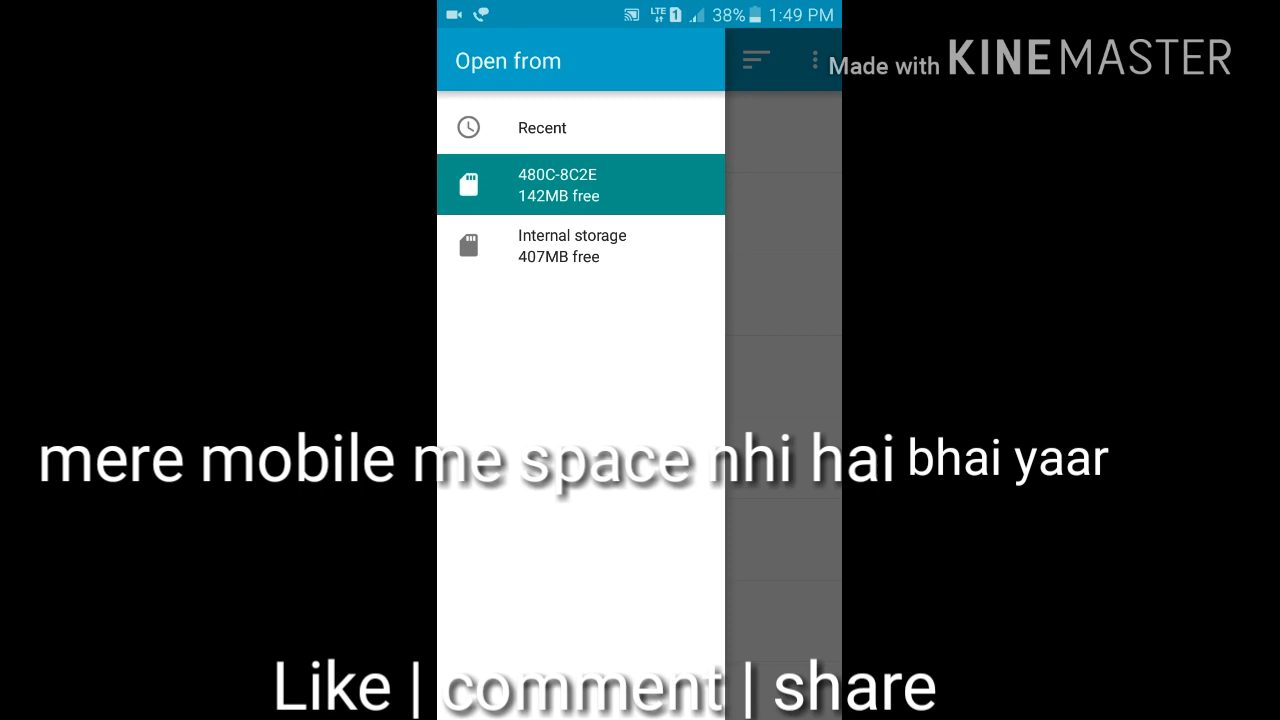 LTE 1 38% 1:49 PM
Open from
Made with KINEMASTER
Recent
480C-8C2E
142MB free
Internal storage
407MB free
mere mobile me space nhi hai bhai yaar
Like | comment | share